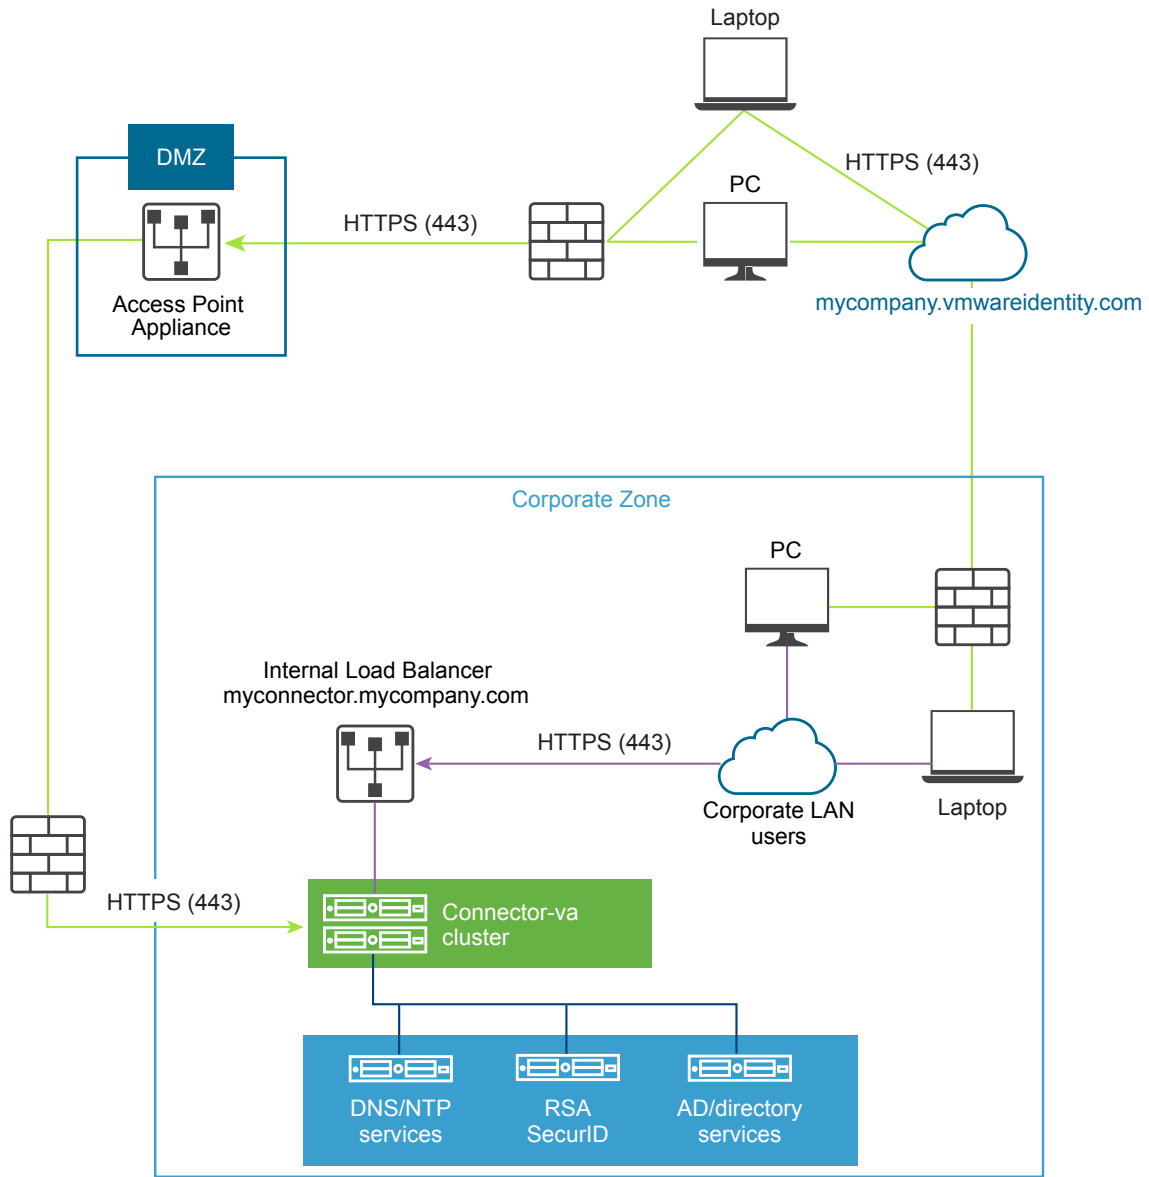 Laptop
HTTPS (443)
DMZ
PC
HTTPS (443)
Access Point
Appliance
mycompany.vmwareidentity.com
Corporate Zone
PC
Internal Load Balancer
myconnector.mycompany.com
HTTPS (443)
Corporate LAN
users
Laptop
HTTPS (443)
Connector-va
cluster
DNS/NTP
services
RSA
SecurID
AD/directory
services